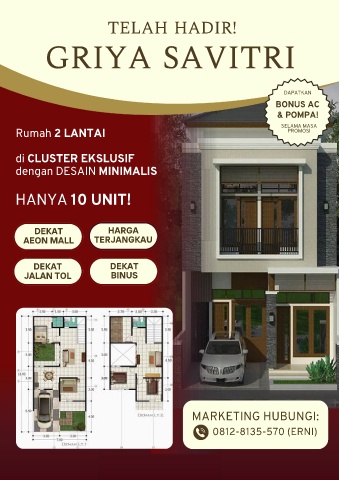 TELAH HADIR!
GRIYA SAVITRI
DAPATKAN
BONUS AC
& POMPA!
SELAMA MASA
PROMOSI
Rumah 2 LANTAI
di CLUSTER EKSLUSIF
dengan DESAIN MINIMALIS
HANYA 10 UNIT!
DEKAT
AEON MALL
HARGA
TERJANGKAU
DEKAT
JALAN TOL
DEKAT
BINUS
MARKETING HUBUNGI:
0812-8135-570 (ERNI)